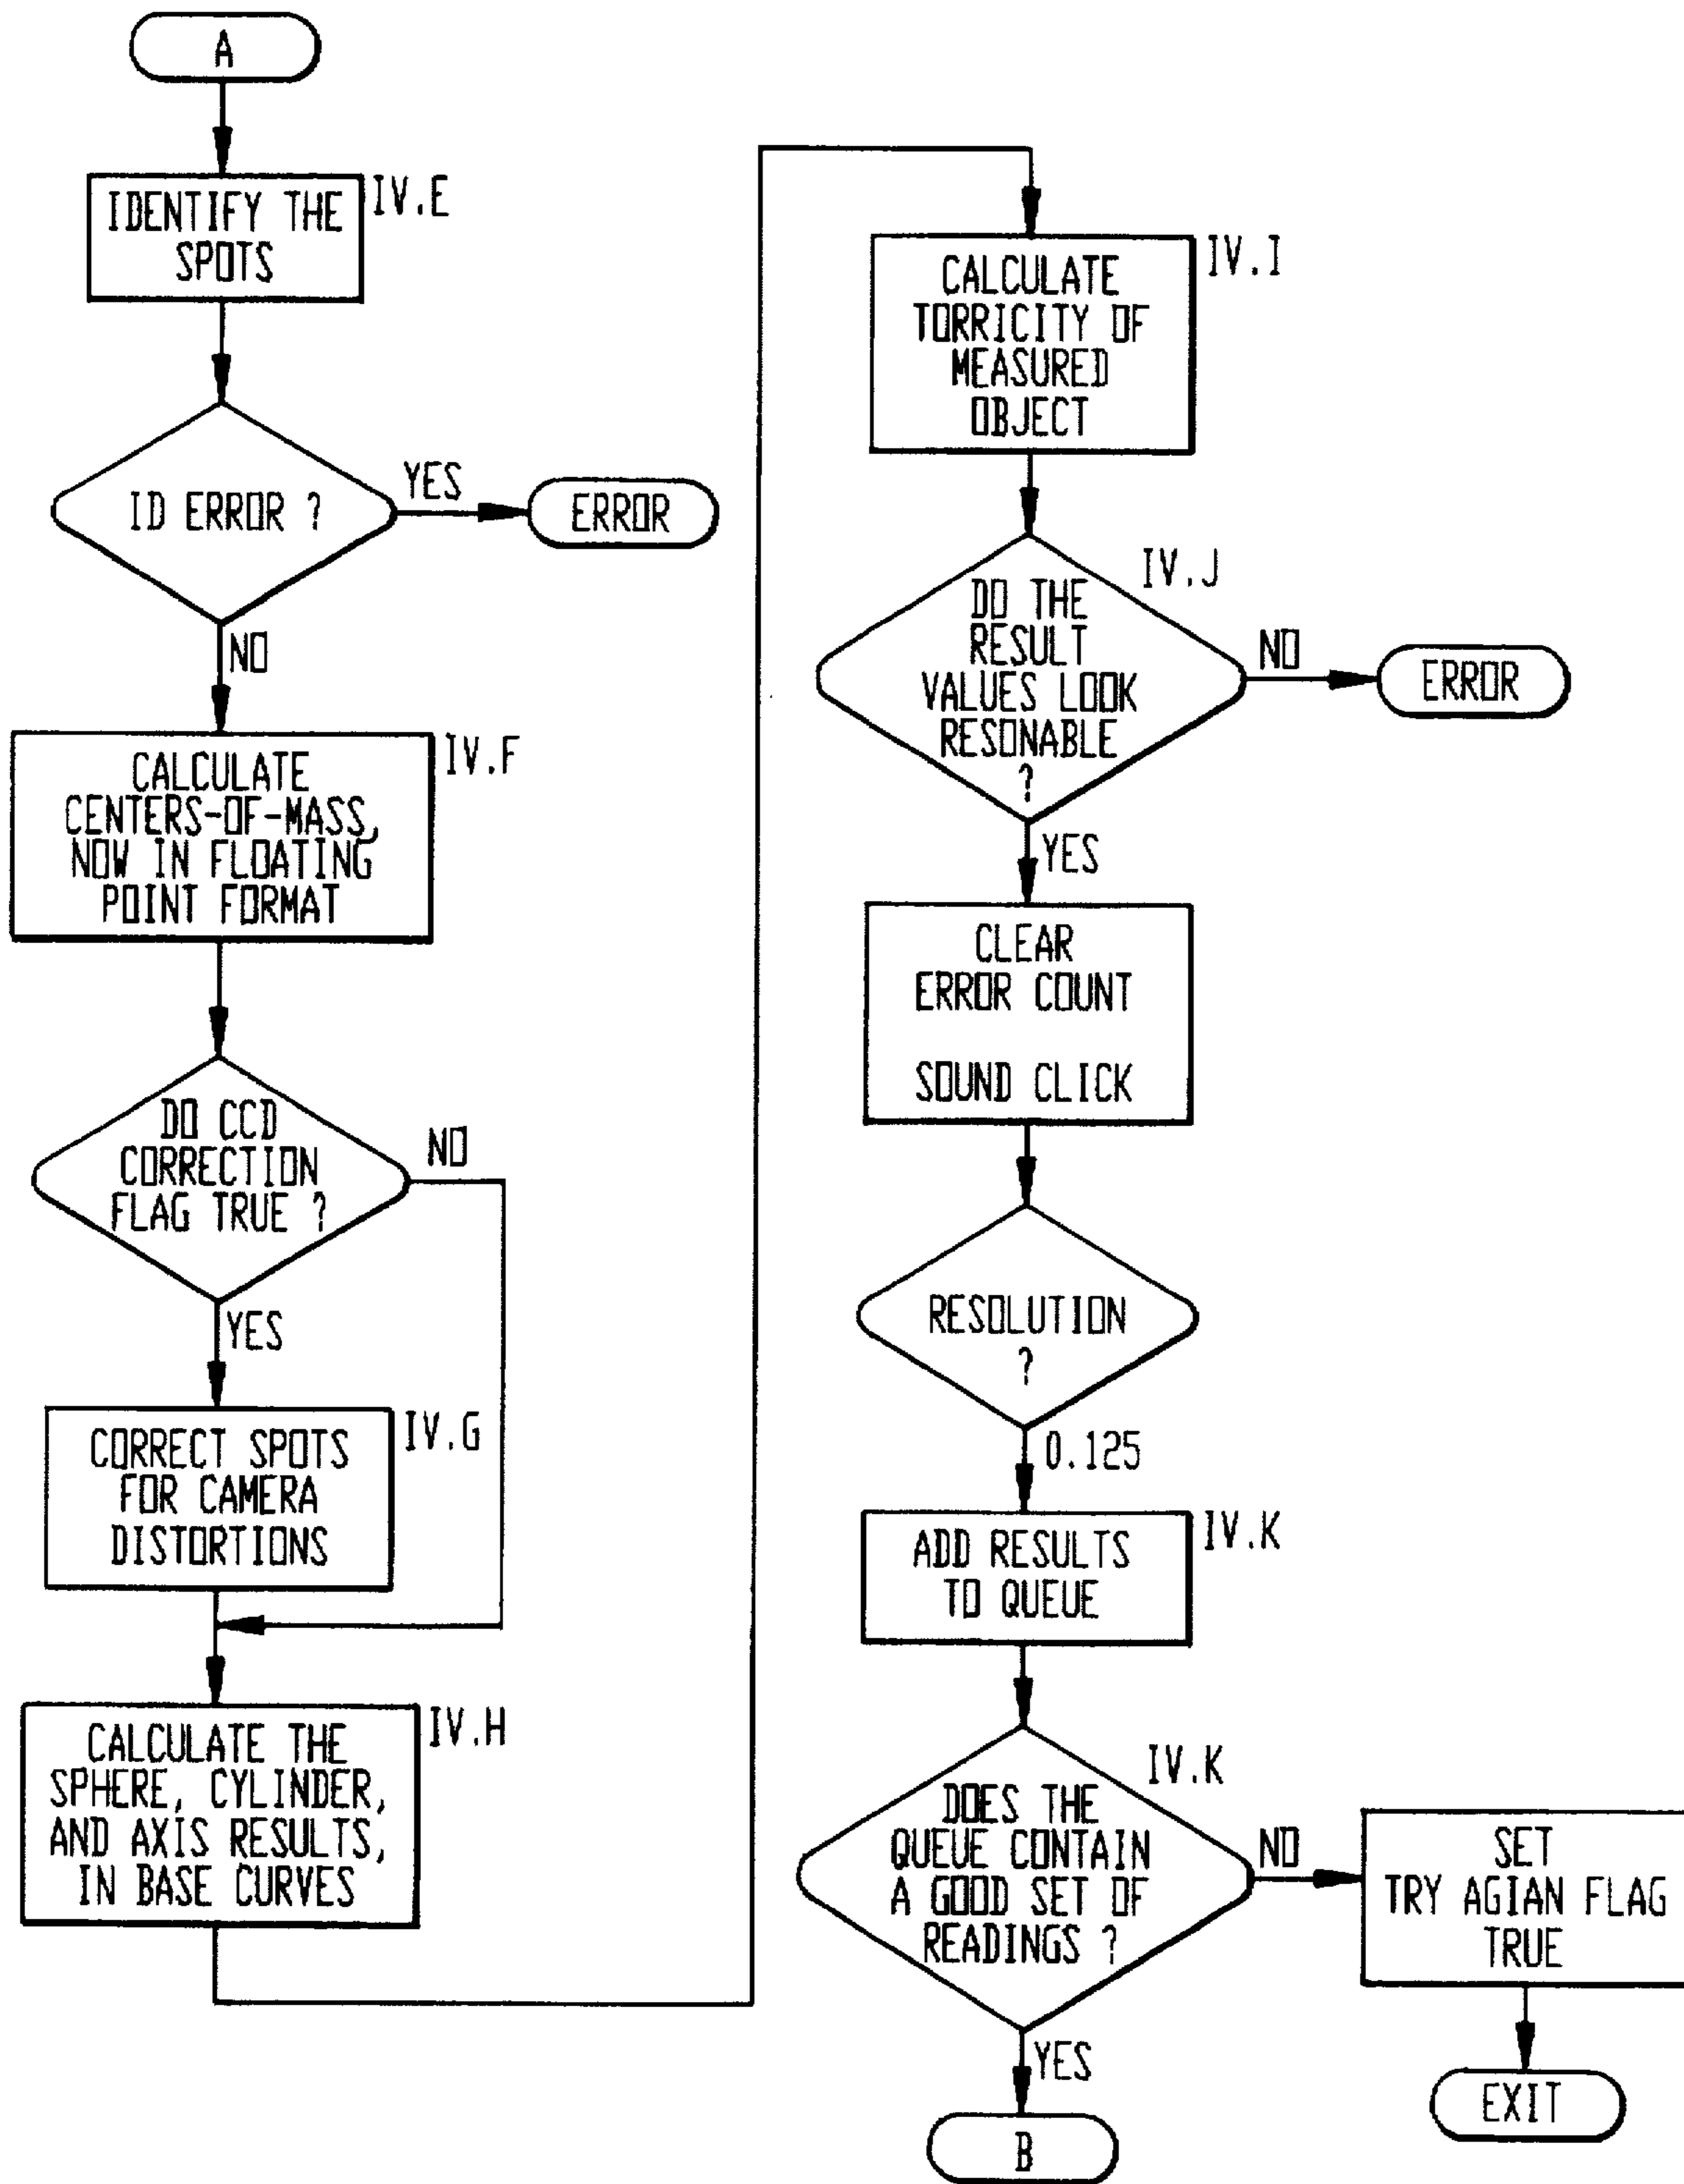 A
IDENTIFY THE
SPOTS
IV.E
ID ERROR ?
YES
ERROR
NO
CALCULATE
CENTERS-OF-MASS,
NOW IN FLOATING
POINT FORMAT
IV.F
DO CCD
CORRECTION
FLAG TRUE ?
NO
YES
CORRECT SPOTS
FOR CAMERA
DISTORTIONS
IV.G
CALCULATE THE
SPHERE, CYLINDER,
AND AXIS RESULTS,
IN BASE CURVES
IV.H
CALCULATE
TORRICITY OF
MEASURED
OBJECT
IV.I
DO THE
RESULT
VALUES LOOK
RESONABLE
?
IV.J
NO
ERROR
YES
CLEAR
ERROR COUNT
SOUND CLICK
RESOLUTION
?
0.125
ADD RESULTS
TO QUEUE
IV.K
DOES THE
QUEUE CONTAIN
A GOOD SET OF
READINGS ?
IV.K
NO
SET
TRY AGIAN FLAG
TRUE
EXIT
YES
B